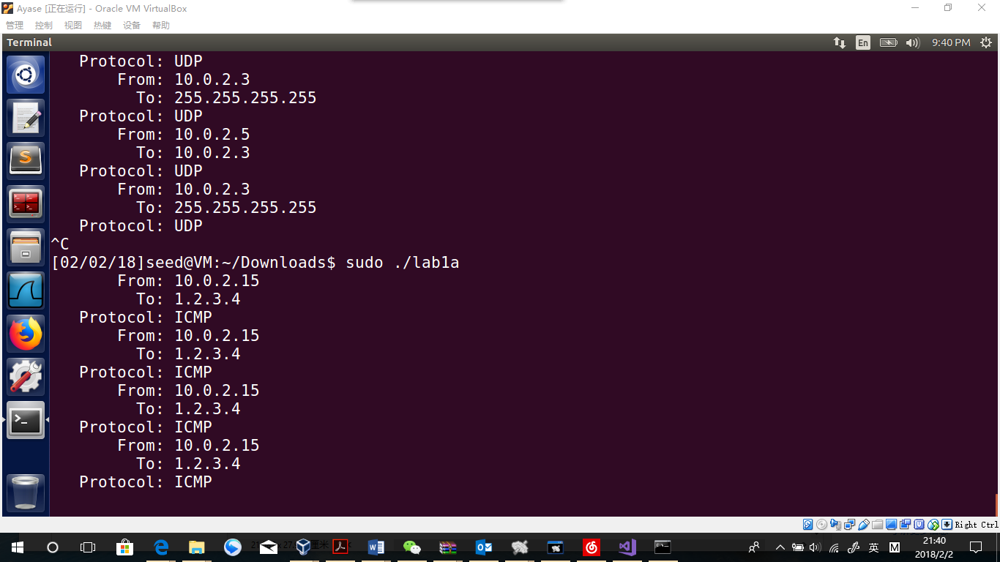 Ayase [正在运行] - Oracle VM VirtualBox
管理 控制 视图 热键 设备 帮助
Terminal En 9:40 PM
Protocol: UDP
From: 10.0.2.3
To: 255.255.255.255
Protocol: UDP
From: 10.0.2.5
To: 10.0.2.3
Protocol: UDP
From: 10.0.2.3
To: 255.255.255.255
Protocol: UDP
^C
[02/02/18]seed@VM:~/Downloads$ sudo ./lab1a
From: 10.0.2.15
To: 1.2.3.4
Protocol: ICMP
From: 10.0.2.15
To: 1.2.3.4
Protocol: ICMP
From: 10.0.2.15
To: 1.2.3.4
Protocol: ICMP
From: 10.0.2.15
To: 1.2.3.4
Protocol: ICMP
Right Ctrl
英 M 21:40
2018/2/2